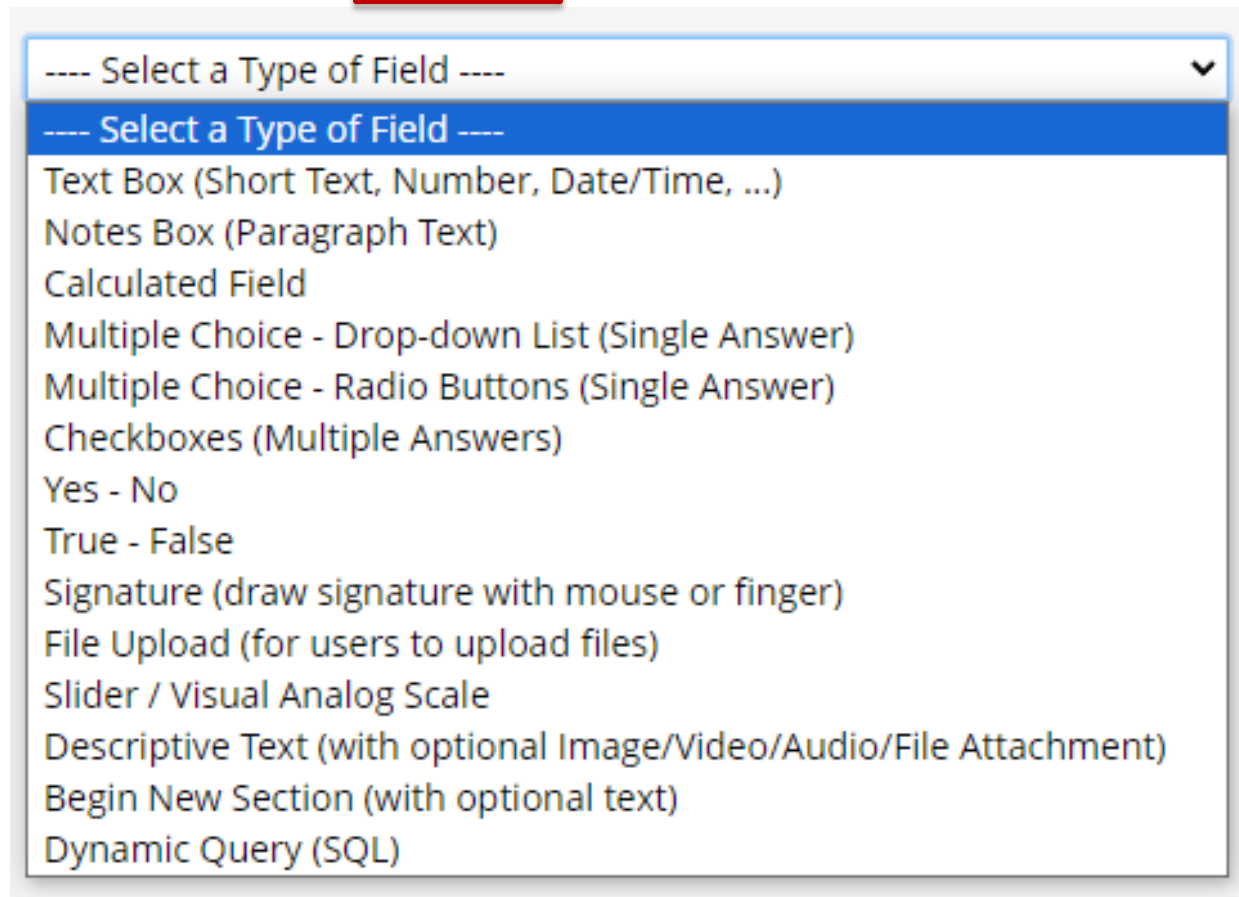 ---- Select a Type of Field ----
---- Select a Type of Field ----
Text Box (Short Text, Number, Date/Time, ...)
Notes Box (Paragraph Text)
Calculated Field
Multiple Choice - Drop-down List (Single Answer)
Multiple Choice - Radio Buttons (Single Answer)
Checkboxes (Multiple Answers)
Yes - No
True - False
Signature (draw signature with mouse or finger)
File Upload (for users to upload files)
Slider / Visual Analog Scale
Descriptive Text (with optional Image/Video/Audio/File Attachment)
Begin New Section (with optional text)
Dynamic Query (SQL)